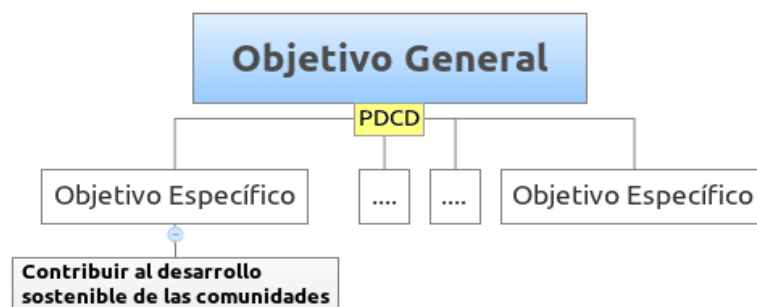 Objetivo General
PDCD
Objetivo Específico
....
....
Objetivo Específico
Contribuir al desarrollo
sostenible de las comunidades